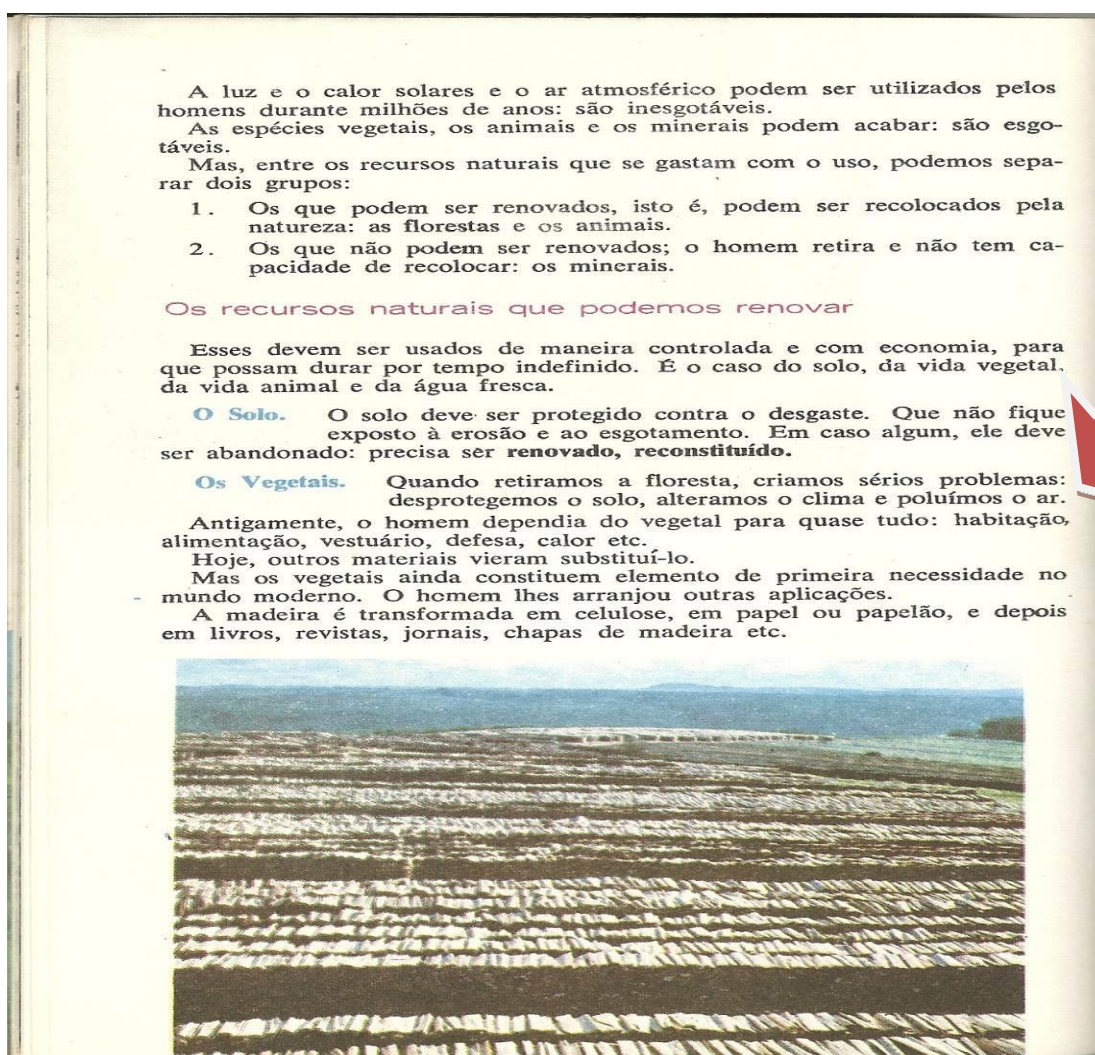 A luz e o calor solares e o ar atmosférico podem ser utilizados pelos
homens durante milhões de anos: são inesgotáveis.
As espécies vegetais, os animais e os minerais podem acabar: são esgo-
táveis.
Mas, entre os recursos naturais que se gastam com o uso, podemos sepa-
rar dois grupos:
1. Os que podem ser renovados, isto é, podem ser recolocados pela
natureza: as florestas e os animais.
2. Os que não podem ser renovados; o homem retira e não tem ca-
pacidade de recolocar: os minerais.
Os recursos naturais que podemos renovar
Esses devem ser usados de maneira controlada e com economia, para
que possam durar por tempo indefinido. É o caso do solo, da vida vegetal,
da vida animal e da água fresca.
O Solo. O solo deve ser protegido contra o desgaste. Que não fique
exposto à erosão e ao esgotamento. Em caso algum, ele deve
ser abandonado: precisa ser renovado, reconstituído.
Os Vegetais. Quando retiramos a floresta, criamos sérios problemas:
desprotegemos o solo, alteramos o clima e poluímos o ar.
Antigamente, o homem dependia do vegetal para quase tudo: habitação,
alimentação, vestuário, defesa, calor etc.
Hoje, outros materiais vieram substituí-lo.
Mas os vegetais ainda constituem elemento de primeira necessidade no
mundo moderno. O homem lhes arranjou outras aplicações.
A madeira é transformada em celulose, em papel ou papelão, e depois
em livros, revistas, jornais, chapas de madeira etc.